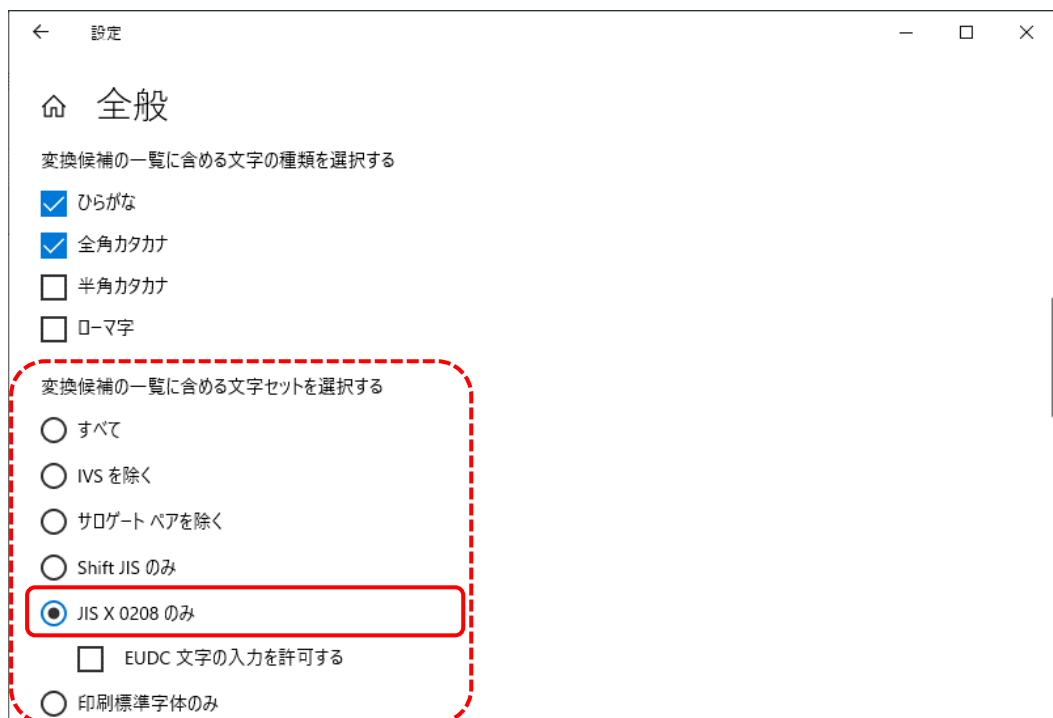 設定
全般
変換候補の一覧に含める文字の種類を選択する
ひらがな
全角カタカナ
半角カタカナ
ローマ字
変換候補の一覧に含める文字セットを選択する
すべて
IVS を除く
サロゲート ペアを除く
Shift JIS のみ
JIS X 0208 のみ
EUDC 文字の入力を許可する
印刷標準字体のみ